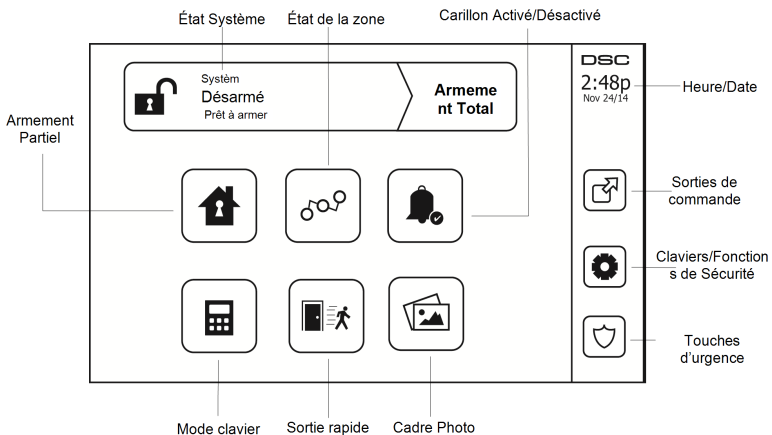 État Système
État de la zone
Carillon Activé/Désactivé
DSC
2:48p
Nov 24/14
Heure/Date
Systèm
Désarmé
Prêt à armer
Armeme
nt Total
Armement
Partiel
Sorties de
commande
Claviers/Fonction
s de Sécurité
Touches
d'urgence
Mode clavier
Sortie rapide
Cadre Photo